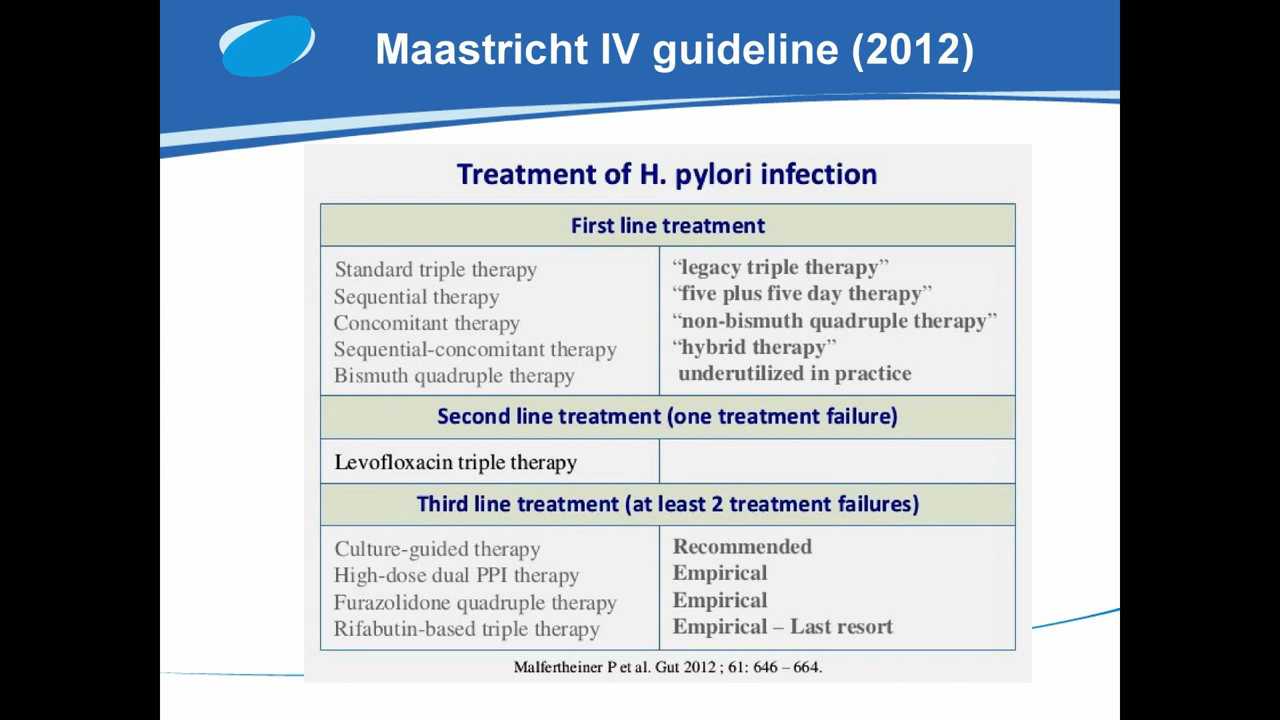 Maastricht IV guideline (2012)
Treatment of H. pylori infection
First line treatment
Standard triple therapy “legacy triple therapy”
Sequential therapy “five plus five day therapy”
Concomitant therapy “non-bismuth quadruple therapy”
Sequential-concomitant therapy “hybrid therapy”
Bismuth quadruple therapy underutilized in practice
Second line treatment (one treatment failure)
Levofloxacin triple therapy
Third line treatment (at least 2 treatment failures)
Culture-guided therapy Recommended
High-dose dual PPI therapy Empirical
Furazolidone quadruple therapy Empirical
Rifabutin-based triple therapy Empirical – Last resort
Malfertheiner P et al. Gut 2012 ; 61: 646 – 664.